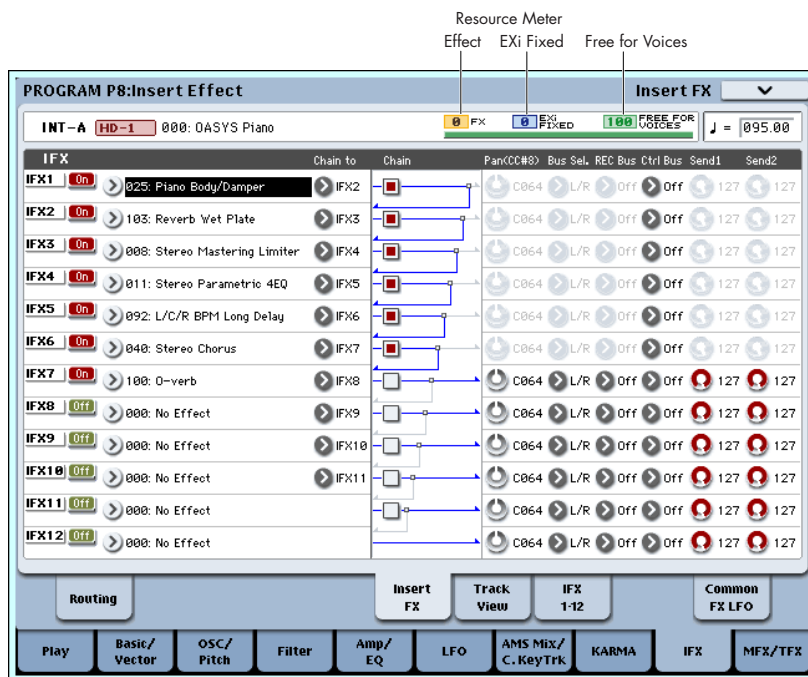 Resource Meter
Effect EXi Fixed Free for Voices
PROGRAM P8:Insert Effect Insert FX
INT-A HD-1 000: OASYS Piano 0 FX 0 EXi FIXED 100 FREE FOR VOICES ♩ = 095.00
IFX Chain to Chain Pan(CC#8) Bus Sel. REC Bus Ctrl Bus Send1 Send2
IFX1 On 025: Piano Body/Damper IFX2 C064 L/R Off Off 127 127
IFX2 On 103: Reverb Wet Plate IFX3 C064 L/R Off Off 127 127
IFX3 On 008: Stereo Mastering Limiter IFX4 C064 L/R Off Off 127 127
IFX4 On 011: Stereo Parametric 4EQ IFX5 C064 L/R Off Off 127 127
IFX5 On 092: L/C/R BPM Long Delay IFX6 C064 L/R Off Off 127 127
IFX6 On 040: Stereo Chorus IFX7 C064 L/R Off Off 127 127
IFX7 On 100: O-verb IFX8 C064 L/R Off Off 127 127
IFX8 Off 000: No Effect IFX9 C064 L/R Off Off 127 127
IFX9 Off 000: No Effect IFX10 C064 L/R Off Off 127 127
IFX10 Off 000: No Effect IFX11 C064 L/R Off Off 127 127
IFX11 Off 000: No Effect C064 L/R Off Off 127 127
IFX12 Off 000: No Effect C064 L/R Off Off 127 127
Routing Insert FX Track View IFX 1-12 Common FX LFO
Play Basic/Vector OSC/Pitch Filter Amp/EQ LFO AMS Mix/C.KeyTrk KARMA IFX MFX/TFX